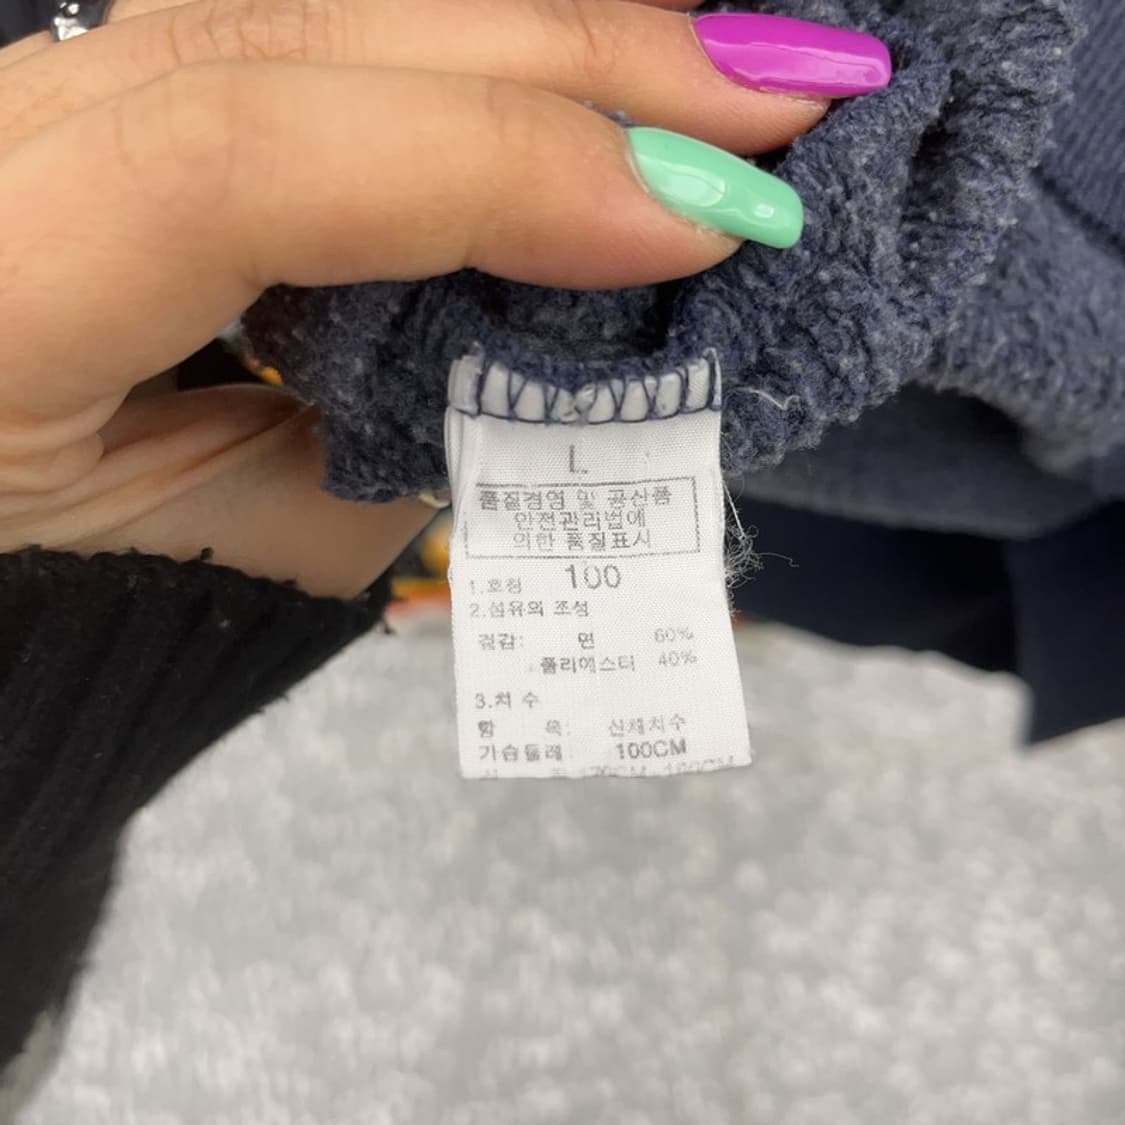 L
품질경영 및 공산품
안전관리법에
의한 품질표시
1.호칭 100
2.섬유의 조성
겉감: 면 60%
폴리에스터 40%
3.치 수
항 목: 신체치수
가슴둘레 100CM